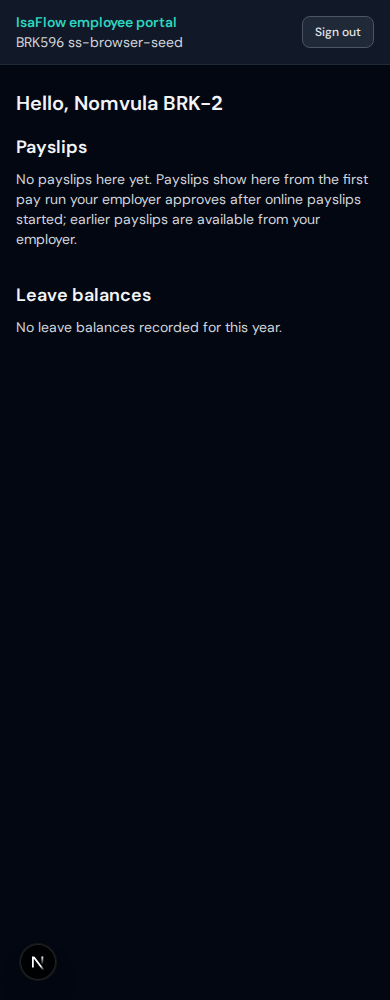 IsaFlow employee portal
BRK596 ss-browser-seed
Sign out
Hello, Nomvula BRK-2
Payslips
No payslips here yet. Payslips show here from the first
pay run your employer approves after online payslips
started; earlier payslips are available from your
employer.
Leave balances
No leave balances recorded for this year.
N